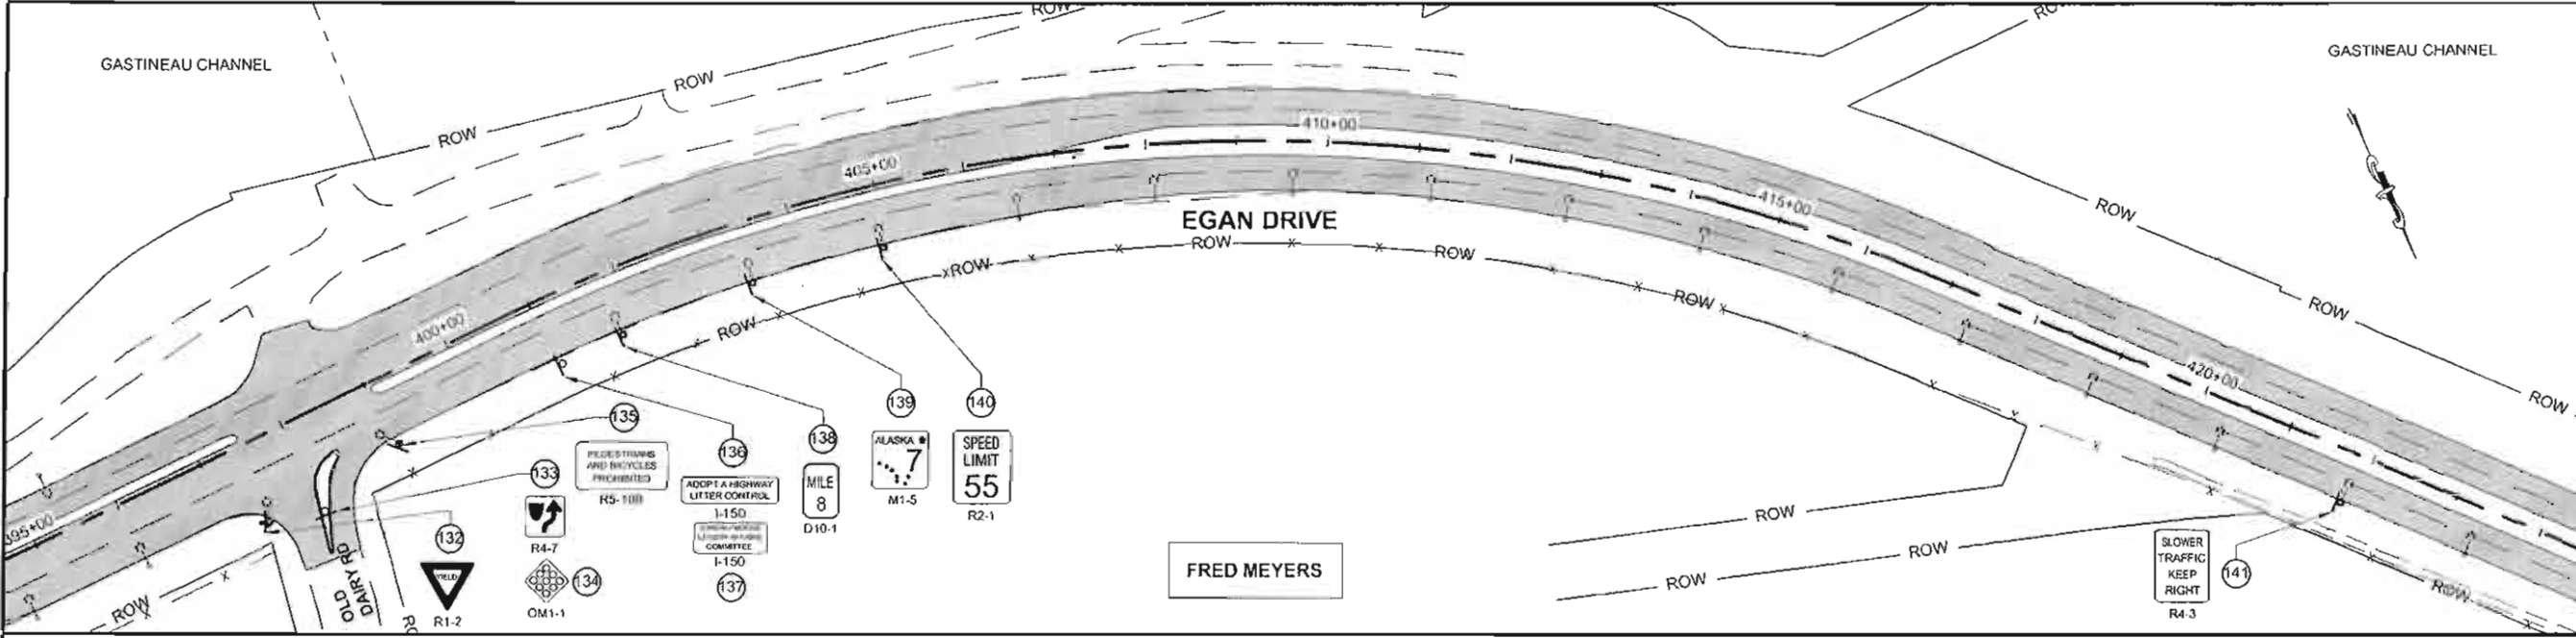 GASTINEAU CHANNEL
ROW
ROW
ROW
ROW
GASTINEAU CHANNEL
410+00
405+00
415+00
ROW
ROW
ROW
EGAN DRIVE
ROW
ROW
ROW
ROW
ROW
400+00
420+00
395+00
135
136
138
139
140
133
132
PEDESTRIANS
AND BICYCLES
PROHIBITED
ADOPT A HIGHWAY
LITTER CONTROL
I-150
COMMITTEE
I-150
137
MILE
8
D10-1
ALASKA
7
M1-5
SPEED
LIMIT
55
R2-1
R4-7
134
OM1-1
YIELD
R1-2
OLD
DAIRY RD
ROW
FRED MEYERS
ROW
ROW
ROW
SLOWER
TRAFFIC
KEEP
RIGHT
R4-3
141
ROW